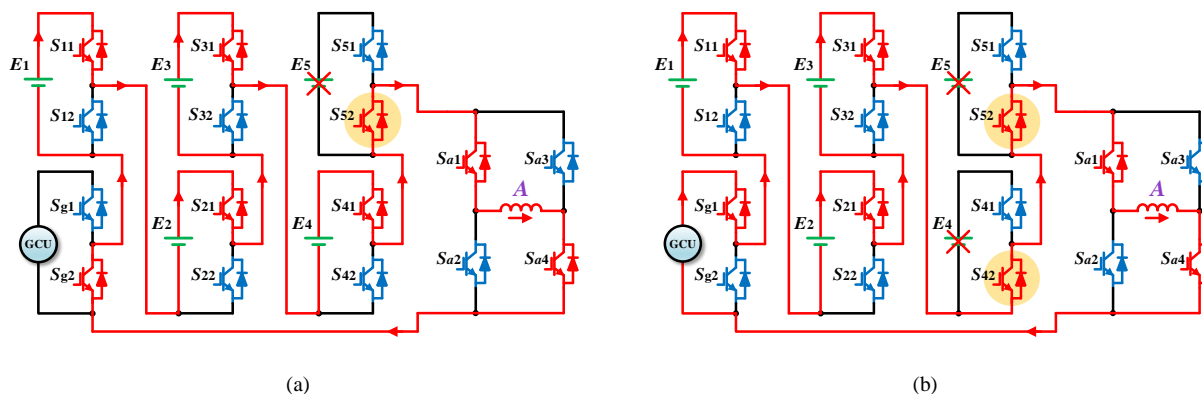 S11
S31
S51
E1
E3
E5
S12
S32
S52
Sa1
Sa3
Sg1
S21
S41
A
GCU
E2
E4
Sg2
S22
S42
Sa2
Sa4
(a)
S11
S31
S51
E1
E3
E5
S12
S32
S52
Sa1
Sa3
Sg1
S21
S41
A
GCU
E2
E4
Sg2
S22
S42
Sa2
Sa4
(b)